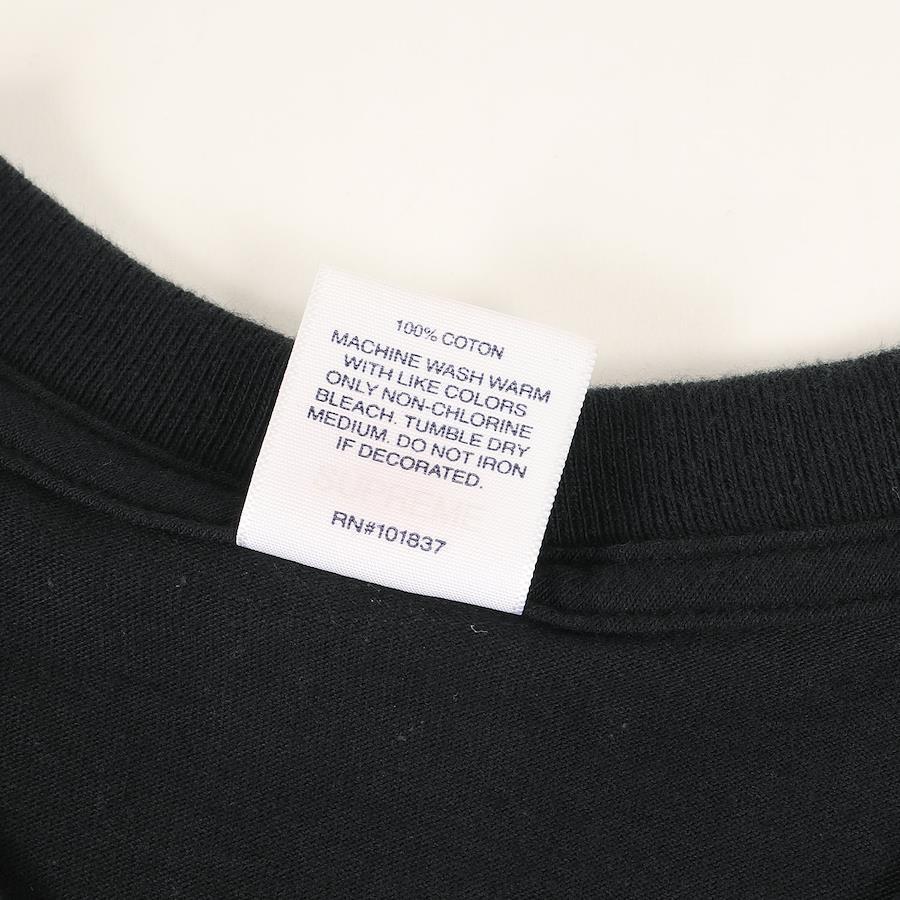 100% COTON
MACHINE WASH WARM
WITH LIKE COLORS
ONLY NON-CHLORINE
BLEACH. TUMBLE DRY
MEDIUM. DO NOT IRON
IF DECORATED.
SUPREME
RN#101837